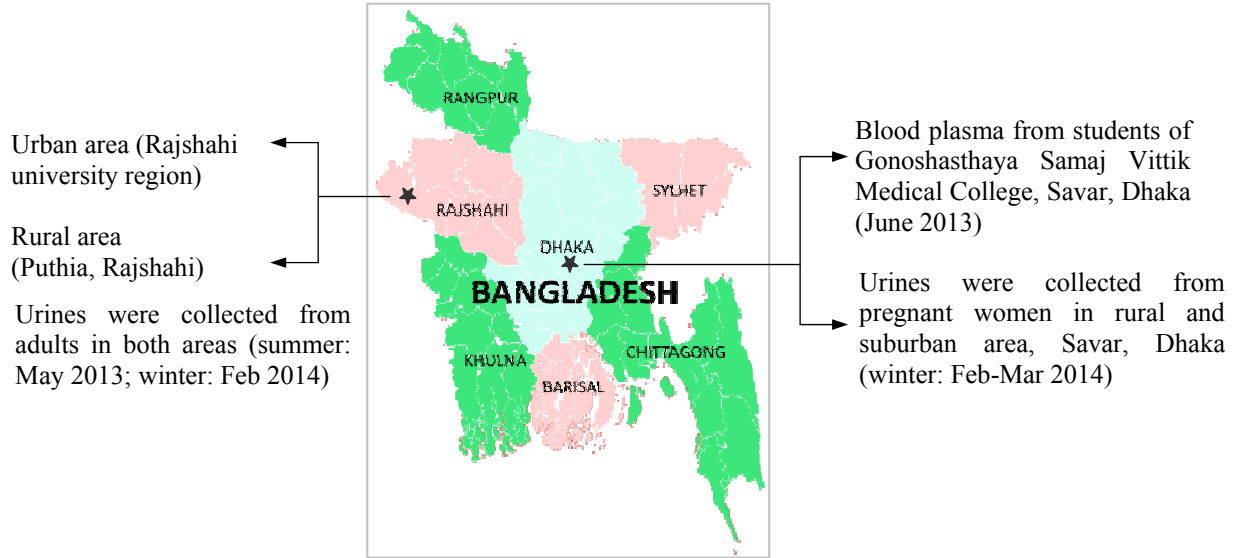 Urban area (Rajshahi
university region)
Rural area
(Puthia, Rajshahi)
Urines were collected from
adults in both areas (summer:
May 2013; winter: Feb 2014)
RANGPUR
RAJSHAHI
SYLHET
DHAKA
BANGLADESH
KHULNA
CHITTAGONG
BARISAL
Blood plasma from students of
Gonoshasthaya Samaj Vittik
Medical College, Savar, Dhaka
(June 2013)
Urines were collected from
pregnant women in rural and
suburban area, Savar, Dhaka
(winter: Feb-Mar 2014)